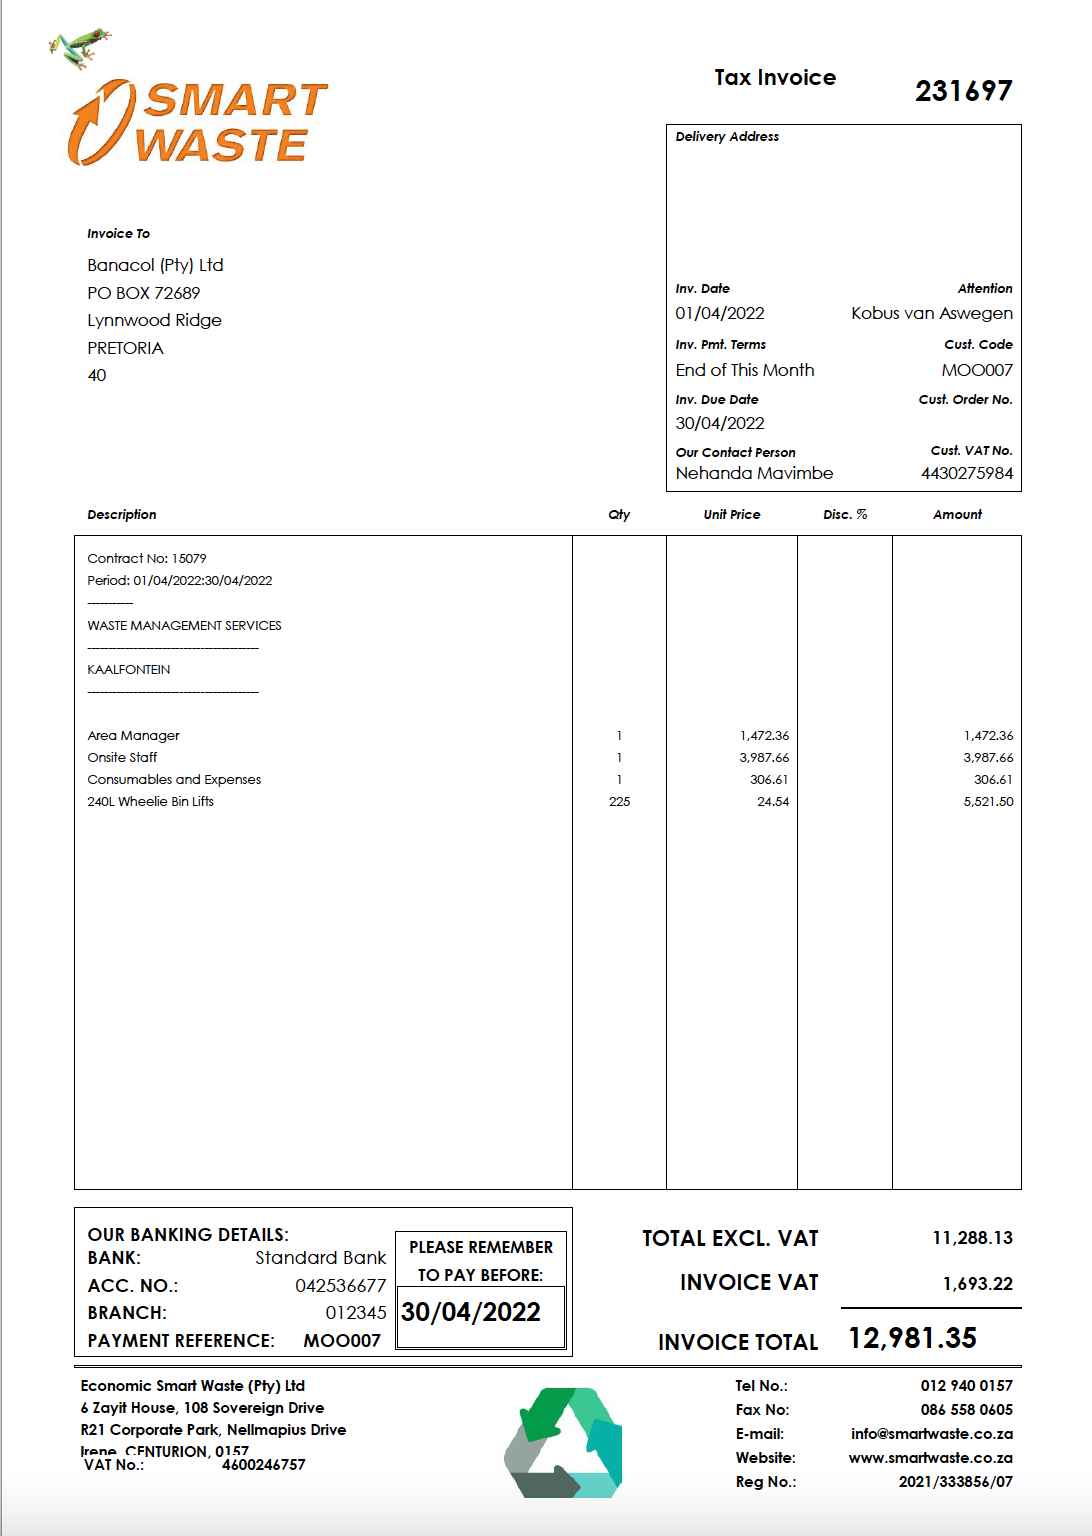 SMART
WASTE
Tax Invoice 231697
Delivery Address
Invoice To
Banacol (Pty) Ltd
PO BOX 72689
Lynnwood Ridge
PRETORIA
40
Inv. Date Attention
01/04/2022 Kobus van Aswegen
Inv. Pmt. Terms Cust. Code
End of This Month MOO007
Inv. Due Date Cust. Order No.
30/04/2022
Our Contact Person Cust. VAT No.
Nehanda Mavimbe 4430275984
Description Qty Unit Price Disc. % Amount
Contract No: 15079
Period: 01/04/2022:30/04/2022
-----------
WASTE MANAGEMENT SERVICES
-----------------------------------------
KAALFONTEIN
-----------------------------------------
Area Manager 1 1,472.36 1,472.36
Onsite Staff 1 3,987.66 3,987.66
Consumables and Expenses 1 306.61 306.61
240L Wheelie Bin Lifts 225 24.54 5,521.50
OUR BANKING DETAILS:
BANK: Standard Bank
ACC. NO.: 042536677
BRANCH: 012345
PAYMENT REFERENCE: MOO007
PLEASE REMEMBER
TO PAY BEFORE:
30/04/2022
TOTAL EXCL. VAT 11,288.13
INVOICE VAT 1,693.22
INVOICE TOTAL 12,981.35
Economic Smart Waste (Pty) Ltd
6 Zayit House, 108 Sovereign Drive
R21 Corporate Park, Nellmapius Drive
Irene, CENTURION, 0157
VAT No.: 4600246757
Tel No.: 012 940 0157
Fax No: 086 558 0605
E-mail: info@smartwaste.co.za
Website: www.smartwaste.co.za
Reg No.: 2021/333856/07